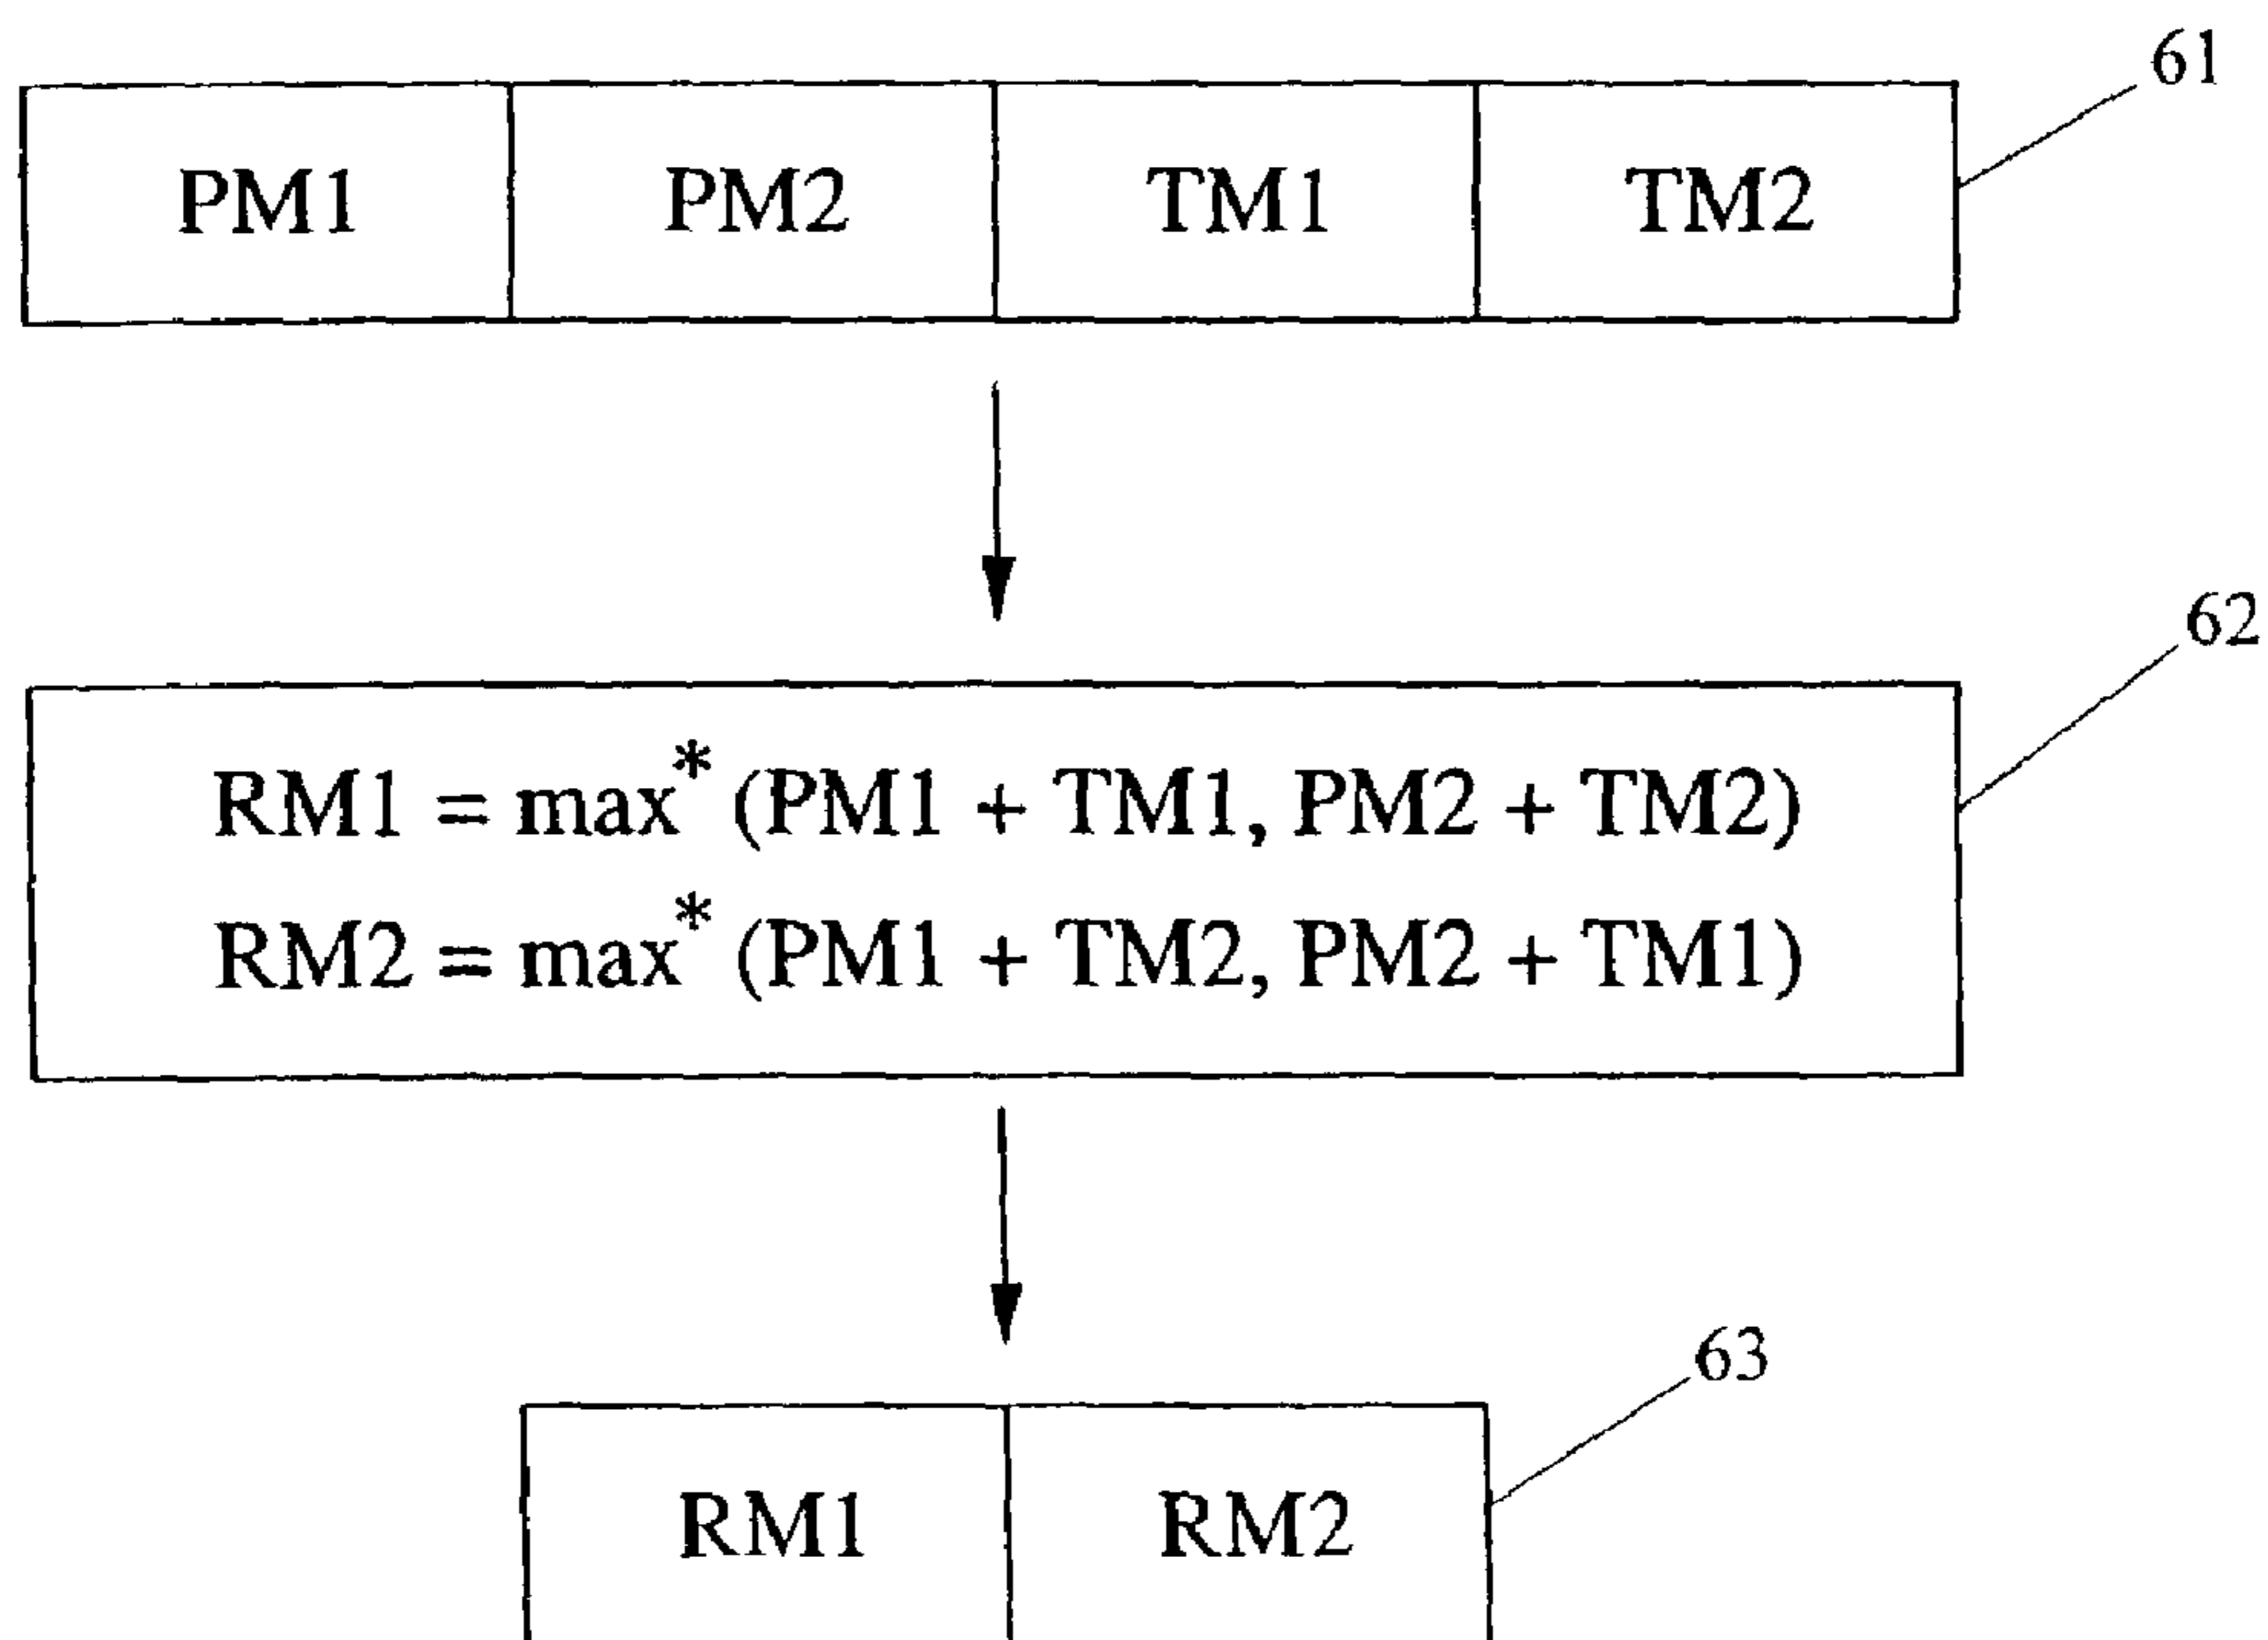 61
PM1 PM2 TM1 TM2
62
RM1 = max* (PM1 + TM1, PM2 + TM2)
RM2 = max* (PM1 + TM2, PM2 + TM1)
63
RM1 RM2